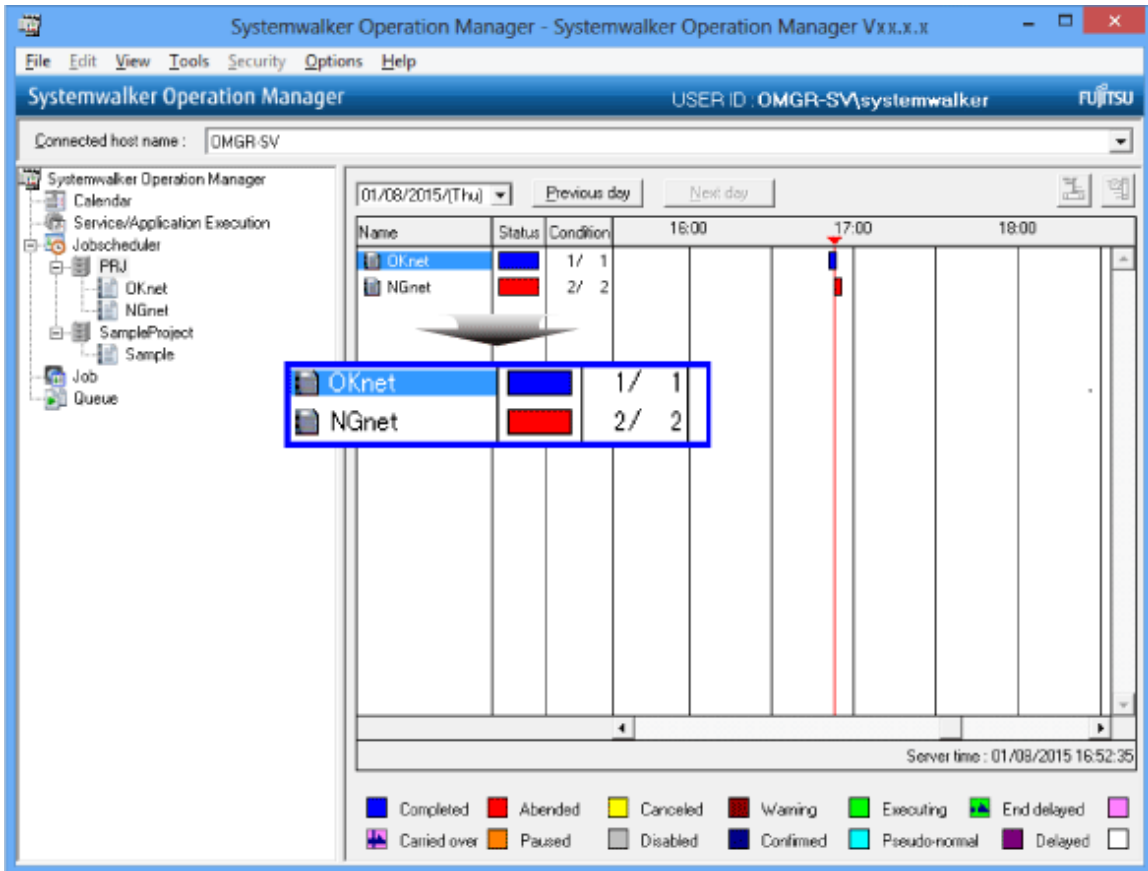 Systemwalker Operation Manager - Systemwalker Operation Manager Vxx.x.x
File Edit View Tools Security Options Help
Systemwalker Operation Manager USER ID : OMGR-SV\systemwalker FUJITSU
Connected host name : OMGR-SV
Systemwalker Operation Manager
Calendar
Service/Application Execution
Jobscheduler
PRJ
OKnet
NGnet
SampleProject
Sample
Job
Queue
01/08/2015/(Thu) Previous day Next day
Name Status Condition 16:00 17:00 18:00
OKnet 1/ 1
NGnet 2/ 2
OKnet 1/ 1
NGnet 2/ 2
Server time : 01/08/2015 16:52:35
Completed Abended Canceled Warning Executing End delayed
Carried over Paused Disabled Confirmed Pseudo-normal Delayed